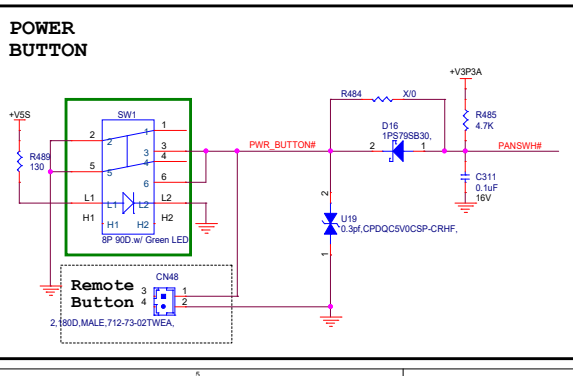 POWER
BUTTON
+V3P3A
R484 X/0
+V5S
SW1
R485
4.7K
D16
1PS79SB30,
2 2 1 1
3 3
4 4
PWR_BUTTON#
2 1
PANSWH#
R489
130
5 5
6 6
C311
0.1uF
16V
L1 L1 L2 L2
H1 H1 H2 H2
8P 90D.w/ Green LED
2
U19
0.3pf,CPDQC5V0CSP-CRHF,
1
CN48
Remote
Button
3 1
4 2
2,180D,MALE,712-73-02TWEA,
5